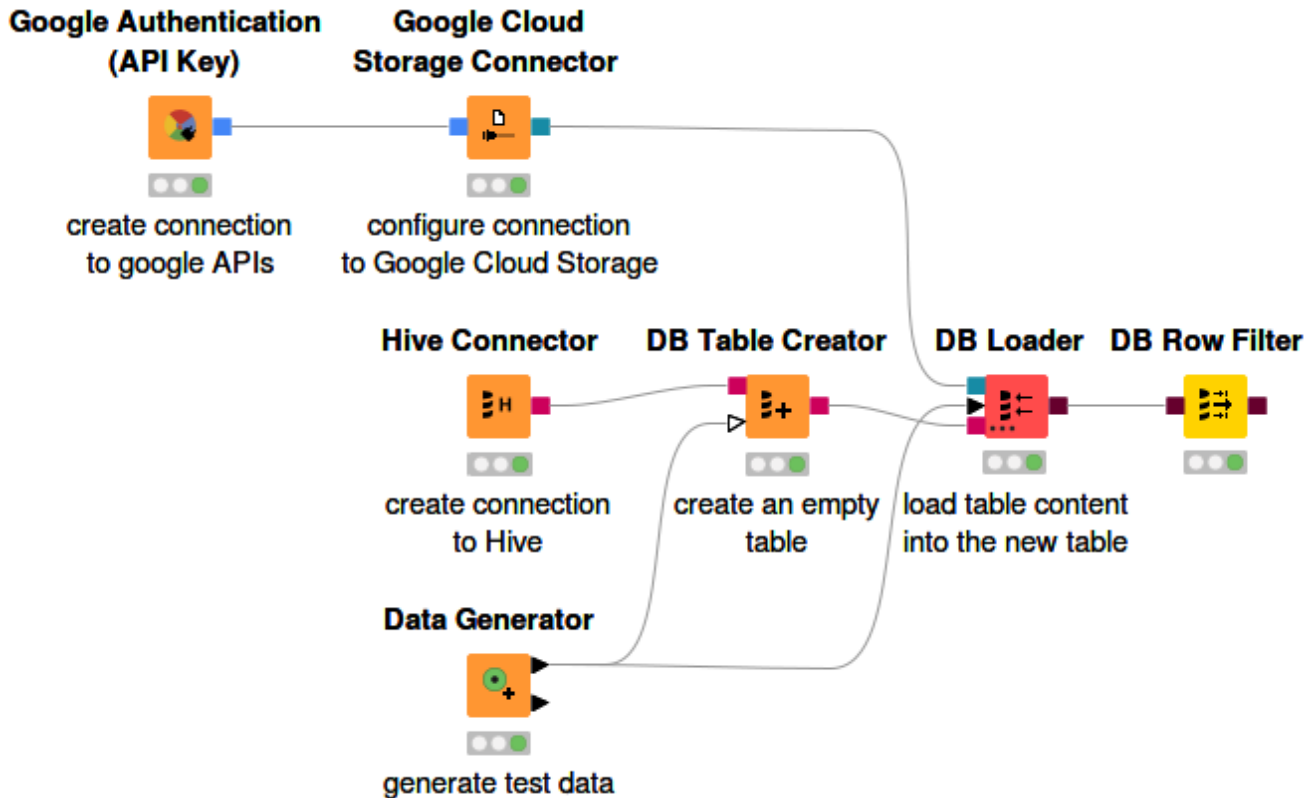 Google Authentication
(API Key)
Google Cloud
Storage Connector
create connection
to google APIs
configure connection
to Google Cloud Storage
Hive Connector
DB Table Creator
DB Loader
DB Row Filter
H
create connection
to Hive
create an empty
table
load table content
into the new table
Data Generator
generate test data